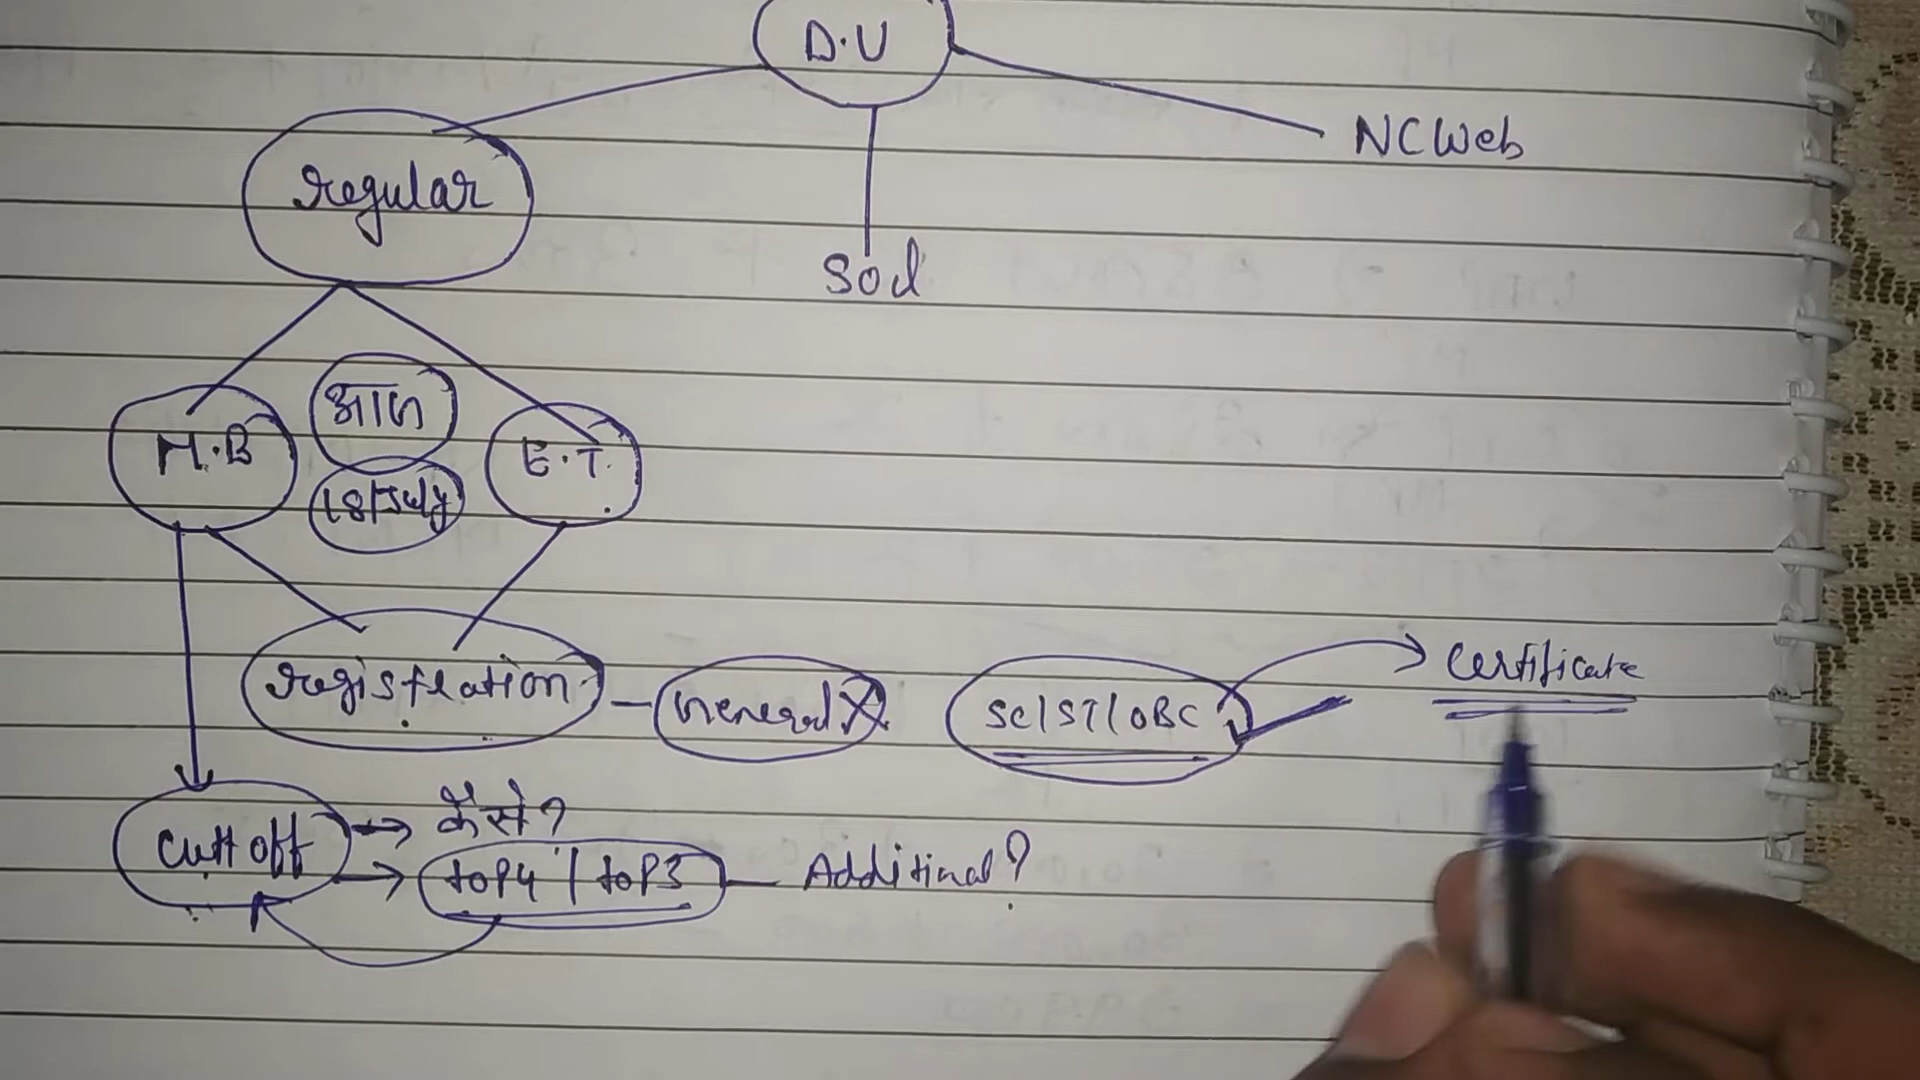 D.U
NCWeb
regular
Sol
आज
M.B
E.T.
18/July
registration
General X
SC/ST/OBC
Certificate
Cutt off
कैसे?
top4 / top3
Additinal?